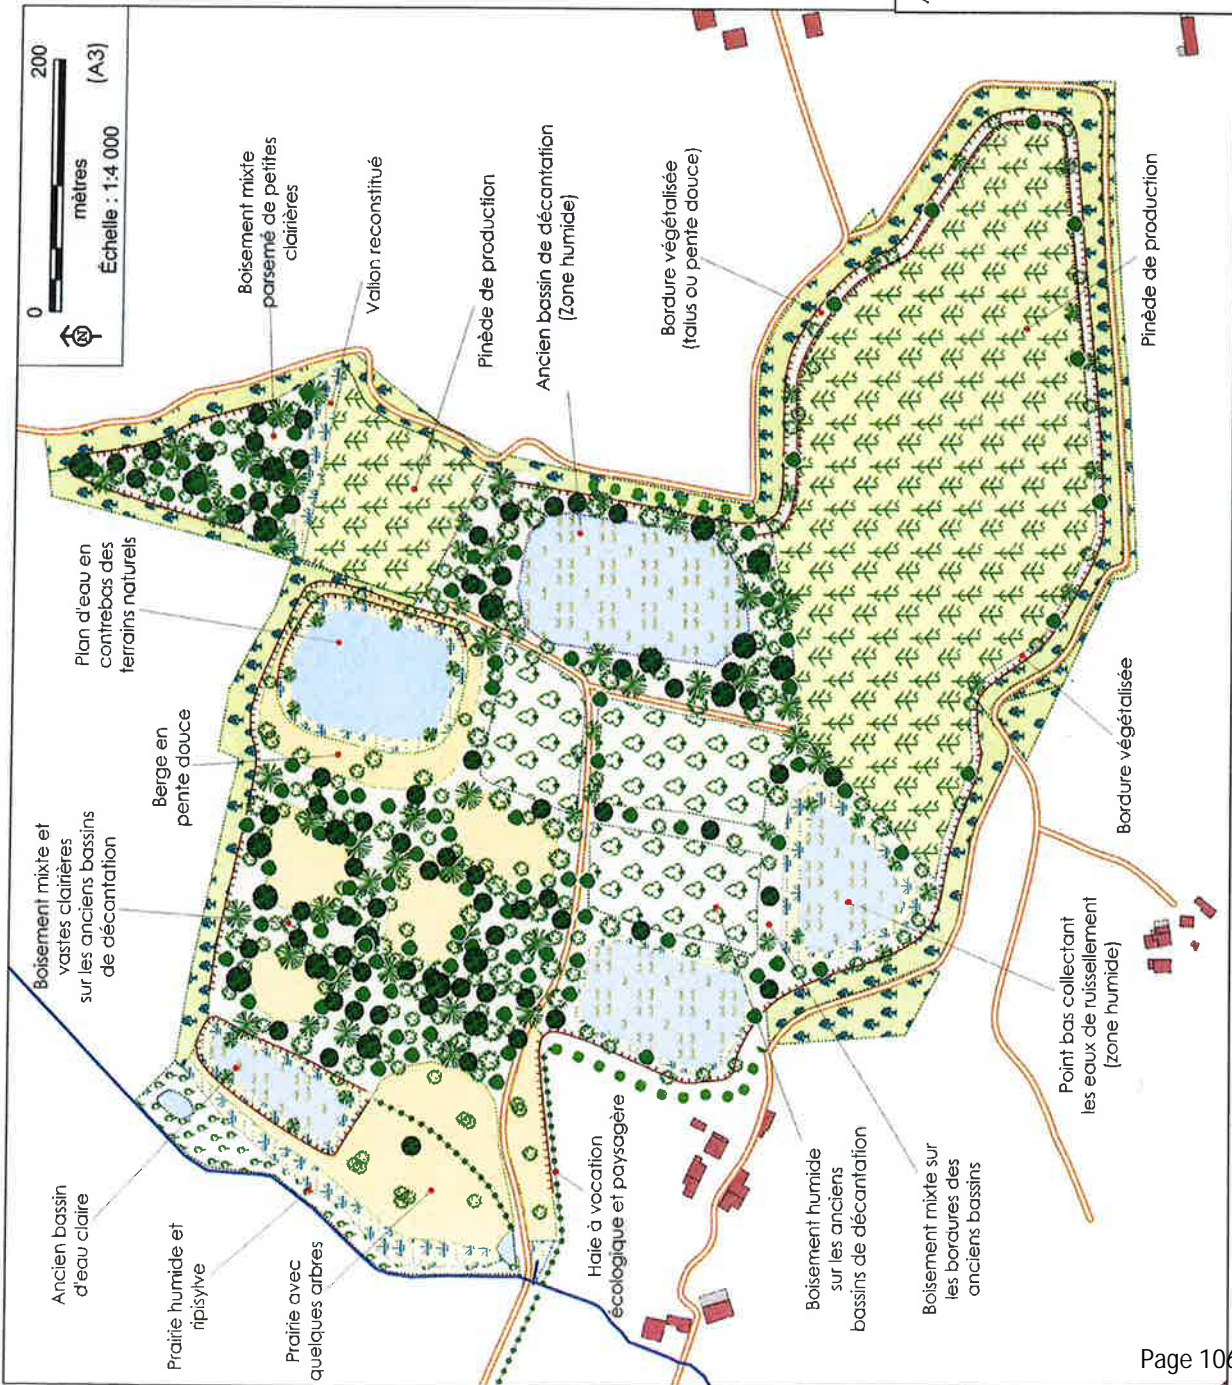 0
200
mètres
(A3)
N
Échelle : 1:4 000
Boisement mixte
parsemé de petites
clairières
Vallon reconstitué
Pinède de production
Ancien bassin de décantation
(Zone humide)
Bordure végétalisée
(talus ou pente douce)
Pinède de production
Plan d'eau en
contrebas des
terrains naturels
Berge en
pente douce
Boisement mixte et
vastes clairières
sur les anciens bassins
de décantation
Ancien bassin
d'eau claire
Prairie humide et
ripisylve
Prairie avec
quelques arbres
Haie à vocation
écologique et paysagère
Boisement humide
sur les anciens
bassins de décantation
Boisement mixte sur
les bordures des
anciens bassins
Point bas collectant
les eaux de ruissellement
(zone humide)
Bordure végétalisée